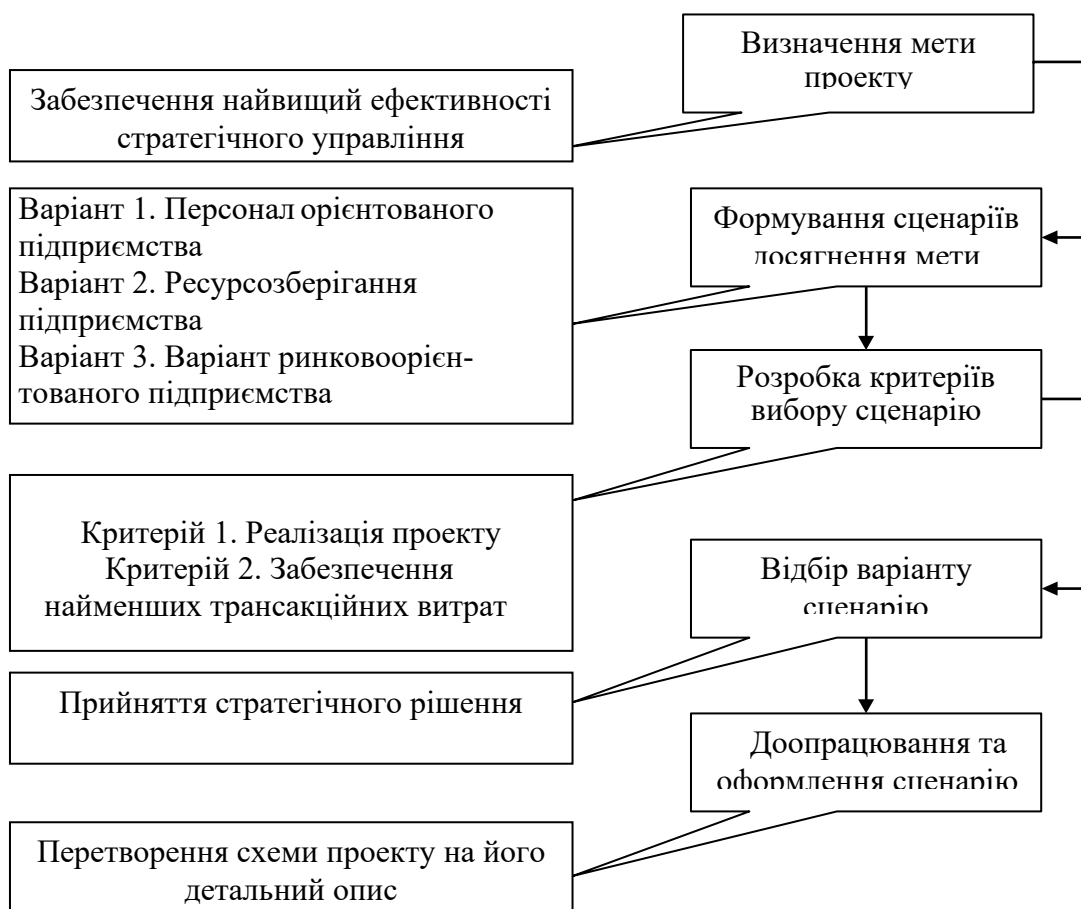 Визначення мети
проекту
Забезпечення найвищий ефективності
стратегічного управління
Варіант 1. Персонал орієнтованого
підприємства
Варіант 2. Ресурсозберігання
підприємства
Варіант 3. Варіант ринковоорієн-
тованого підприємства
Формування сценаріїв
досягнення мети
Розробка критеріїв
вибору сценарію
Критерій 1. Реалізація проекту
Критерій 2. Забезпечення
найменших трансакційних витрат
Відбір варіанту
сценарію
Прийняття стратегічного рішення
Доопрацювання та
оформлення сценарію
Перетворення схеми проекту на його
детальний опис